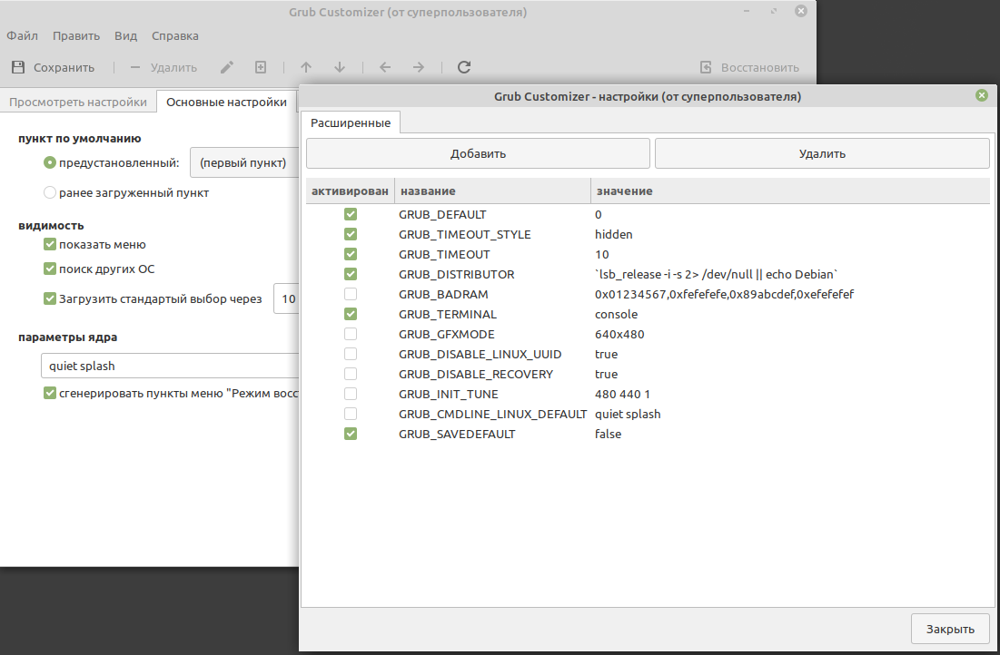 Grub Customizer (от суперпользователя)
Файл Править Вид Справка
Сохранить Удалить Восстановить
Просмотреть настройки Основные настройки
пункт по умолчанию
предустановленный: (первый пункт)
ранее загруженный пункт
видимость
показать меню
поиск других ОС
Загрузить стандартый выбор через 10
параметры ядра
quiet splash
сгенерировать пункты меню "Режим восст
Grub Customizer - настройки (от суперпользователя)
Расширенные
Добавить Удалить
активирован название значение
GRUB_DEFAULT 0
GRUB_TIMEOUT_STYLE hidden
GRUB_TIMEOUT 10
GRUB_DISTRIBUTOR `lsb_release -i -s 2> /dev/null || echo Debian`
GRUB_BADRAM 0x01234567,0xfefefefe,0x89abcdef,0xefefefef
GRUB_TERMINAL console
GRUB_GFXMODE 640x480
GRUB_DISABLE_LINUX_UUID true
GRUB_DISABLE_RECOVERY true
GRUB_INIT_TUNE 480 440 1
GRUB_CMDLINE_LINUX_DEFAULT quiet splash
GRUB_SAVEDEFAULT false
Закрыть